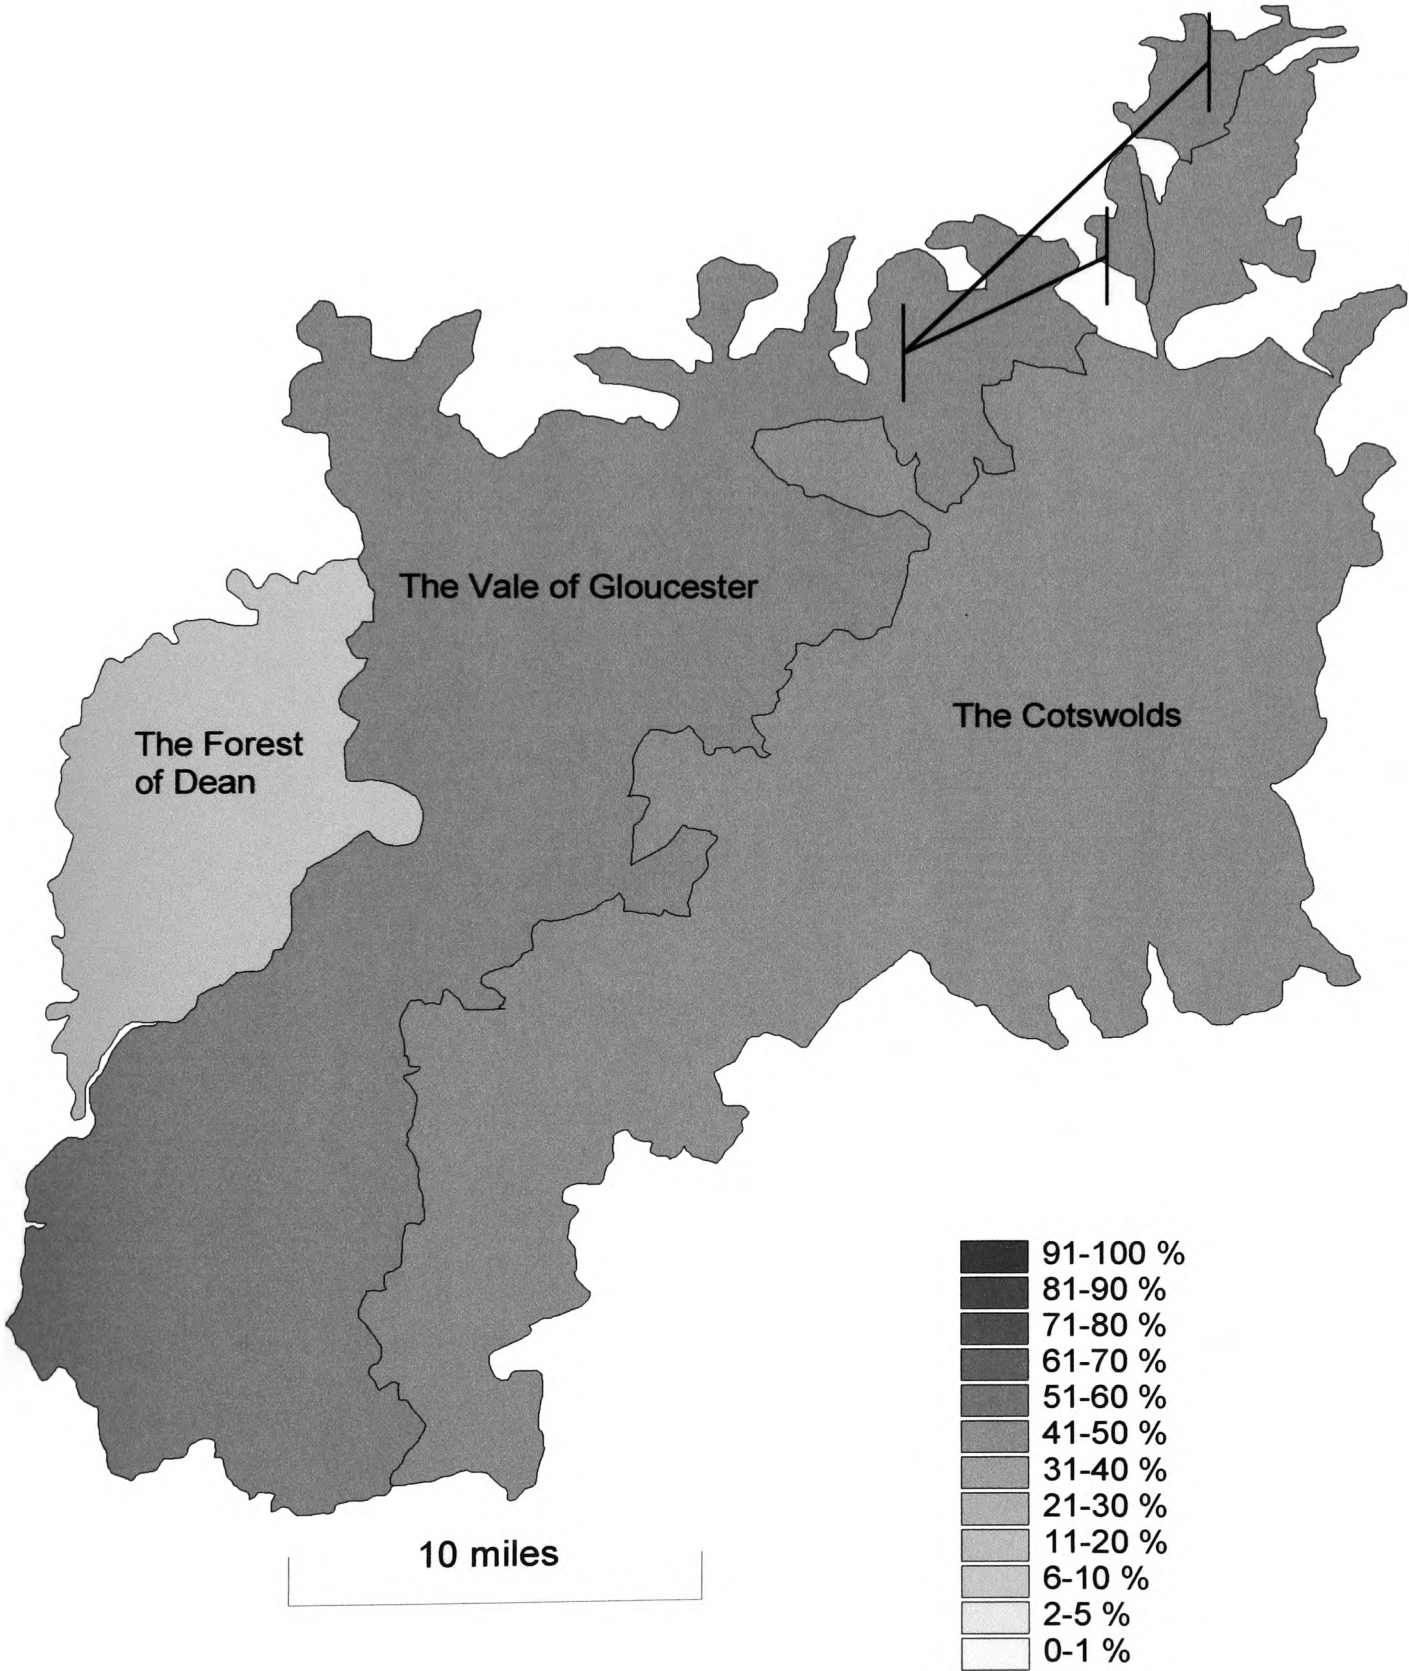 The Vale of Gloucester
The Cotswolds
The Forest
of Dean
91-100 %
81-90 %
71-80 %
61-70 %
51-60 %
41-50 %
31-40 %
21-30 %
11-20 %
6-10 %
2-5 %
0-1 %
10 miles